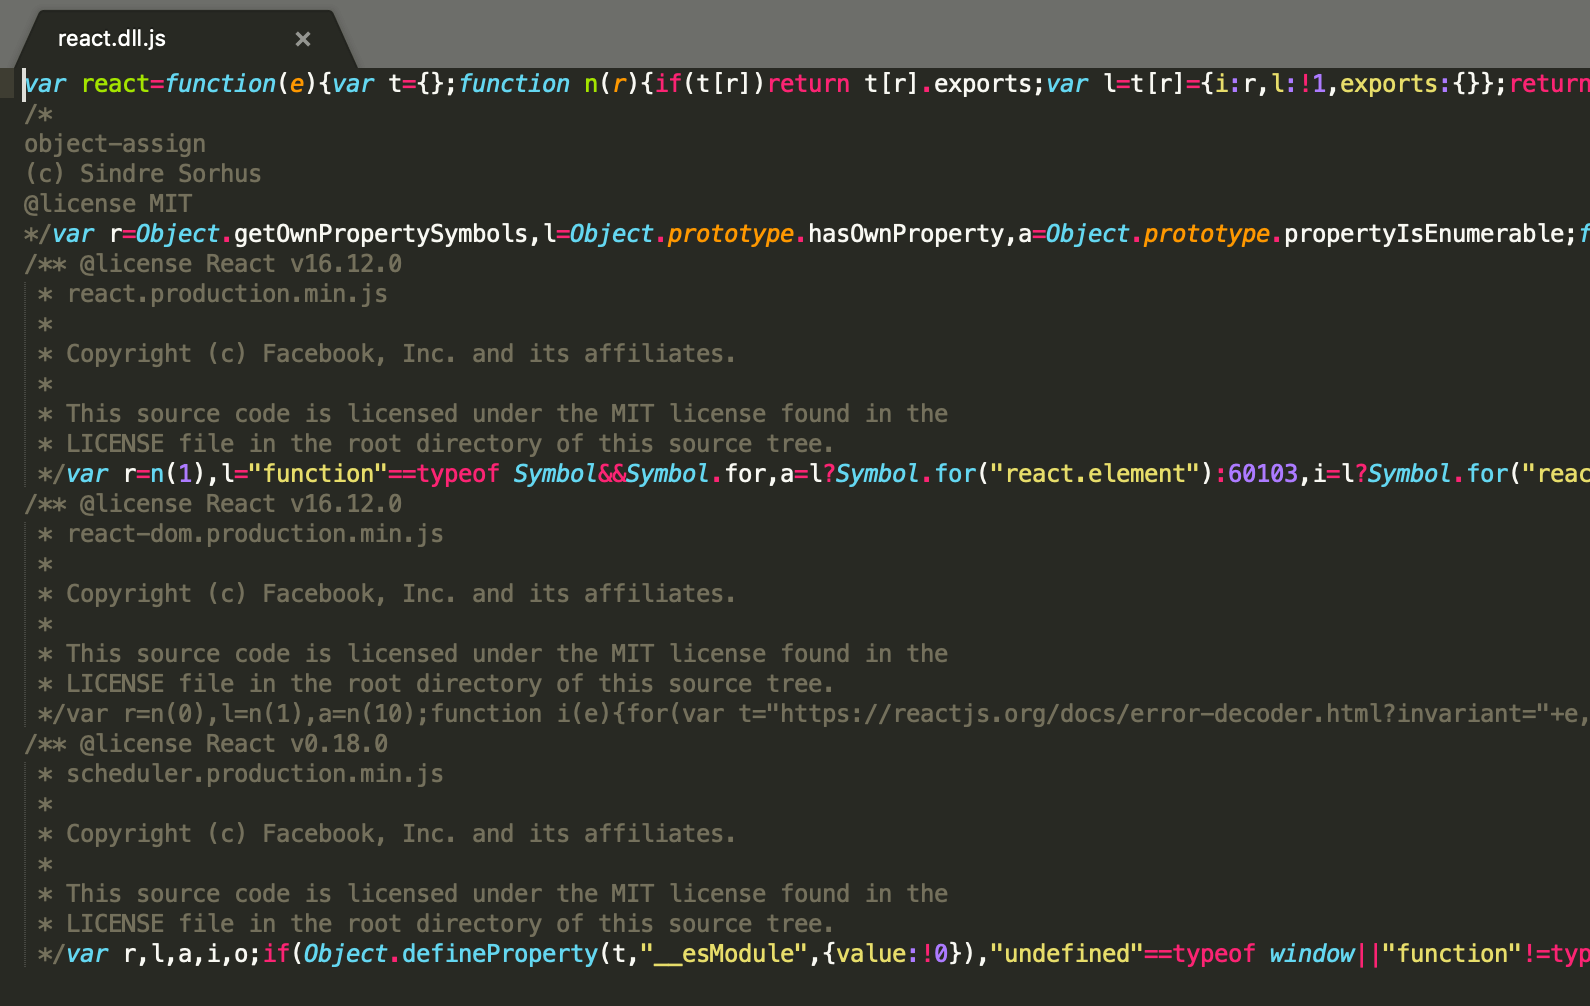 react.dll.js ×
var react=function(e){var t={};function n(r){if(t[r])return t[r].exports;var l=t[r]={i:r,l:!1,exports:{}};return
/*
object-assign
(c) Sindre Sorhus
@license MIT
*/var r=Object.getOwnPropertySymbols,l=Object.prototype.hasOwnProperty,a=Object.prototype.propertyIsEnumerable;f
/** @license React v16.12.0
 * react.production.min.js
 *
 * Copyright (c) Facebook, Inc. and its affiliates.
 *
 * This source code is licensed under the MIT license found in the
 * LICENSE file in the root directory of this source tree.
 */var r=n(1),l="function"==typeof Symbol&&Symbol.for,a=l?Symbol.for("react.element"):60103,i=l?Symbol.for("reac
/** @license React v16.12.0
 * react-dom.production.min.js
 *
 * Copyright (c) Facebook, Inc. and its affiliates.
 *
 * This source code is licensed under the MIT license found in the
 * LICENSE file in the root directory of this source tree.
 */var r=n(0),l=n(1),a=n(10);function i(e){for(var t="https://reactjs.org/docs/error-decoder.html?invariant="+e,
/** @license React v0.18.0
 * scheduler.production.min.js
 *
 * Copyright (c) Facebook, Inc. and its affiliates.
 *
 * This source code is licensed under the MIT license found in the
 * LICENSE file in the root directory of this source tree.
 */var r,l,a,i,o;if(Object.defineProperty(t,"__esModule",{value:!0}),"undefined"==typeof window||"function"!=typ